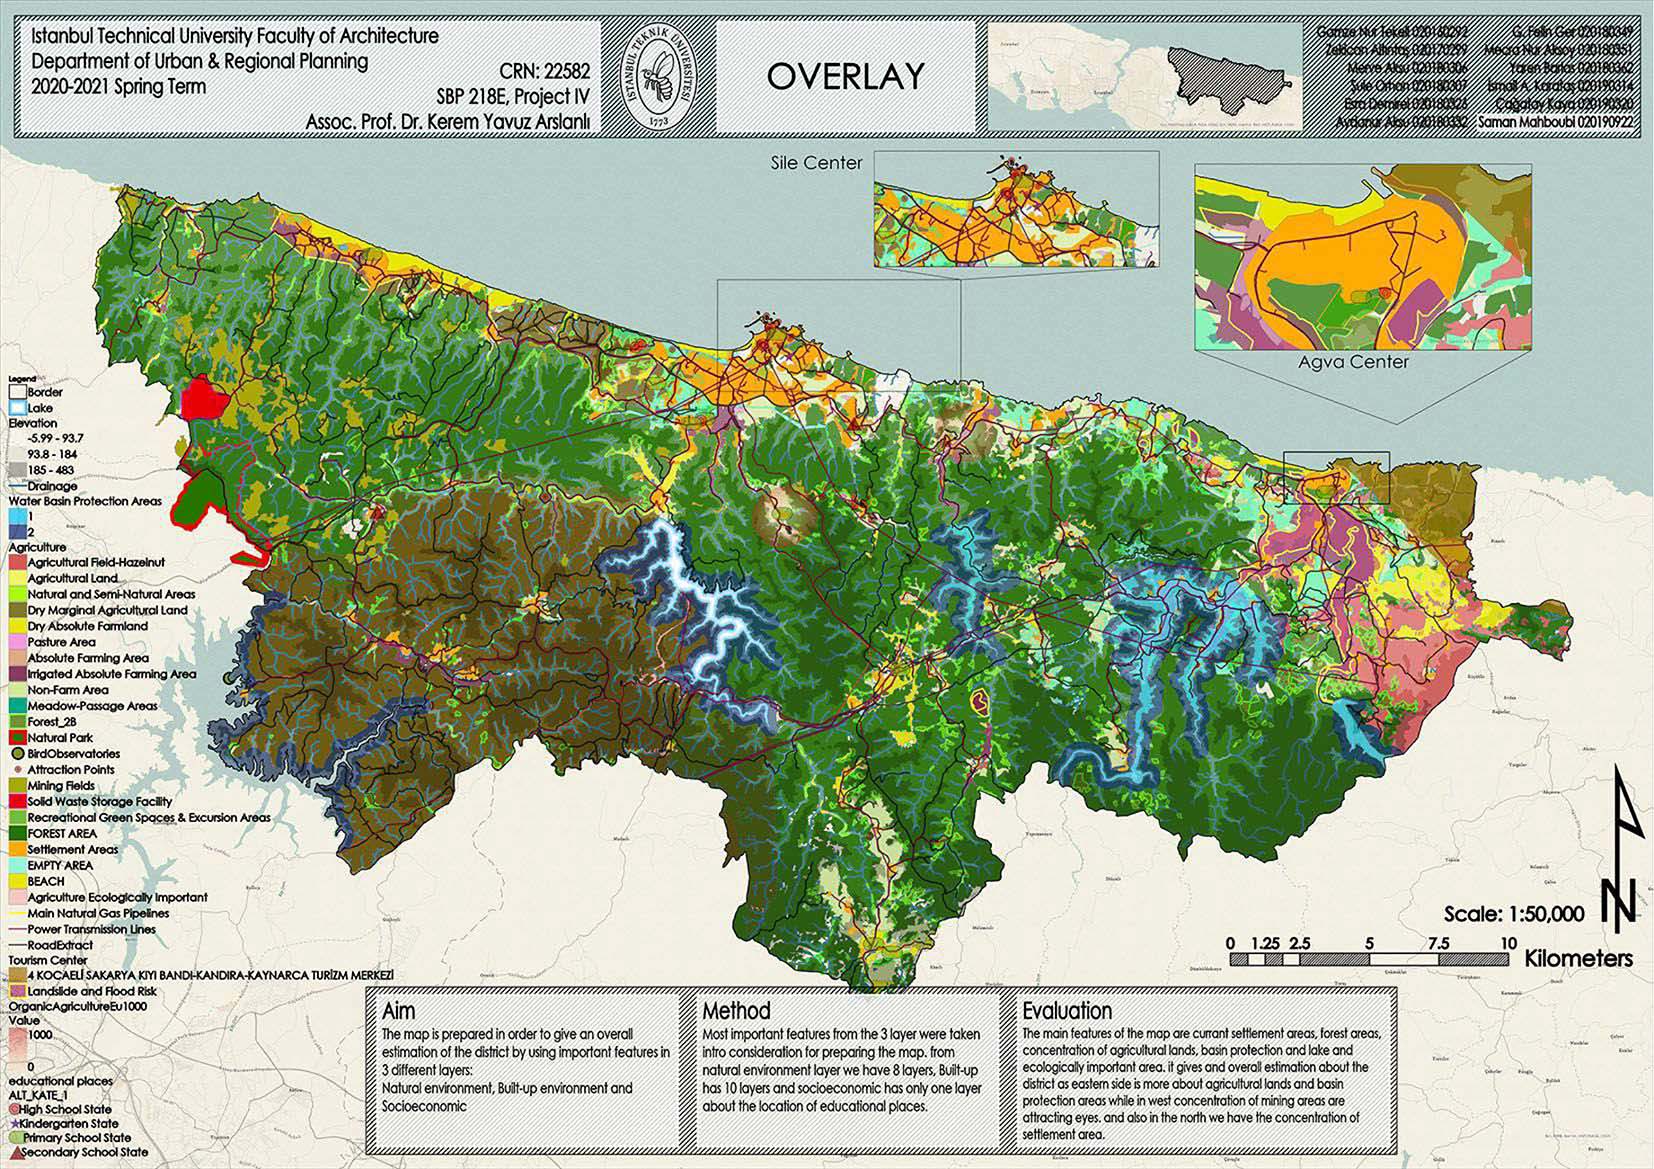 Istanbul Technical University Faculty of Architecture
Department of Urban & Regional Planning
2020-2021 Spring Term
CRN: 22582
SBP 218E, Project IV
Assoc. Prof. Dr. Kerem Yavuz Arslanlı
İSTANBUL TEKNİK ÜNİVERSİTESİ
1773
OVERLAY
Gamze Nur Tekeli 020160292
Zelican Altintaş 020170299
Merve Aksu 020180306
Şule Orhan 020180307
Esra Demirel 020180326
Aydanur Aksu 020180332
G. Pelin Ger 020180349
Meara Nur Aksoy 020180351
Yaren Barlas 020180362
İsmail A. Karataş 020190314
Çağatay Kaya 020190320
Saman Mahboubi 020190922
Sile Center
Agva Center
Legend
Border
Lake
Elevation
-5.99 - 93.7
93.8 - 184
185 - 483
Drainage
Water Basin Protection Areas
1
2
Agriculture
Agricultural Field-Hazelnut
Agricultural Land
Natural and Semi-Natural Areas
Dry Marginal Agricultural Land
Dry Absolute Farmland
Pasture Area
Absolute Farming Area
Irrigated Absolute Farming Area
Non-Farm Area
Meadow-Passage Areas
Forest_2B
Natural Park
BirdObservatories
Attraction Points
Mining Fields
Solid Waste Storage Facility
Recreational Green Spaces & Excursion Areas
FOREST AREA
Settlement Areas
EMPTY AREA
BEACH
Agriculture Ecologically Important
Main Natural Gas Pipelines
Power Transmission Lines
RoadExtract
Tourism Center
4 KOCAELİ SAKARYA KIYI BANDI-KANDIRA-KAYNARCA TURİZM MERKEZİ
Landslide and Flood Risk
OrganicAgricultureEu1000
Value
1000
0
educational places
ALT_KATE_1
High School State
Kindergarten State
Primary School State
Secondary School State
N
Scale: 1:50,000
0 1.25 2.5 5 7.5 10
Kilometers
Aim
The map is prepared in order to give an overall
estimation of the district by using important features in
3 different layers:
Natural environment, Built-up environment and
Socioeconomic
Method
Most important features from the 3 layer were taken
intro consideration for preparing the map. from
natural environment layer we have 8 layers, Built-up
has 10 layers and socioeconomic has only one layer
about the location of educational places.
Evaluation
The main features of the map are currant settlement areas, forest areas,
concentration of agricultural lands, basin protection and lake and
ecologically important area. it gives and overall estimation about the
district as eastern side is more about agricultural lands and basin
protection areas while in west concentration of mining areas are
attracting eyes. and also in the north we have the concentration of
settlement area.